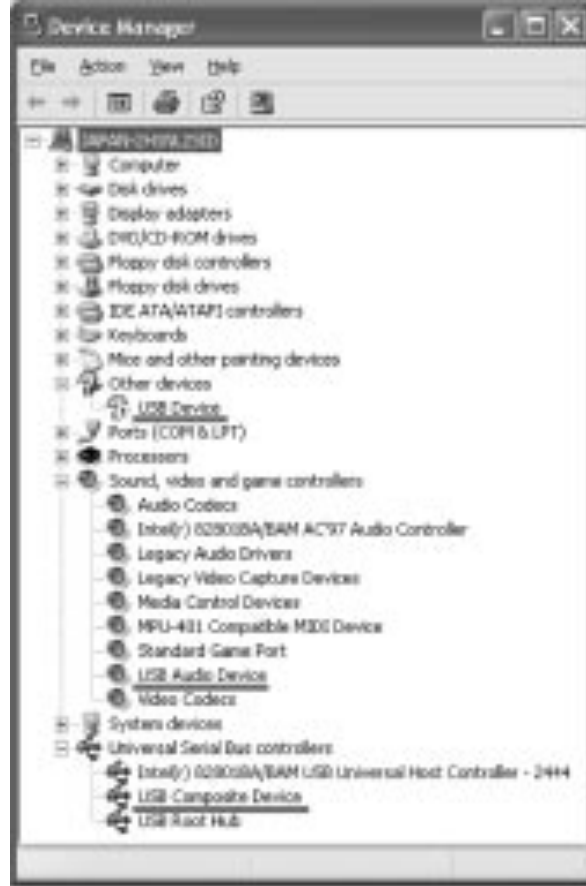 Device Manager
File Action View Help
Computer
Disk drives
Display adapters
DVD/CD-ROM drives
Floppy disk controllers
Floppy disk drives
IDE ATA/ATAPI controllers
Keyboards
Mice and other pointing devices
Other devices
USB Device
Ports (COM & LPT)
Processors
Sound, video and game controllers
Audio Codecs
Intel(r) 82801BA/BAM AC'97 Audio Controller
Legacy Audio Drivers
Legacy Video Capture Devices
Media Control Devices
MPU-401 Compatible MIDI Device
Standard Game Port
USB Audio Device
Video Codecs
System devices
Universal Serial Bus controllers
Intel(r) 82801BA/BAM USB Universal Host Controller - 2444
USB Composite Device
USB Root Hub